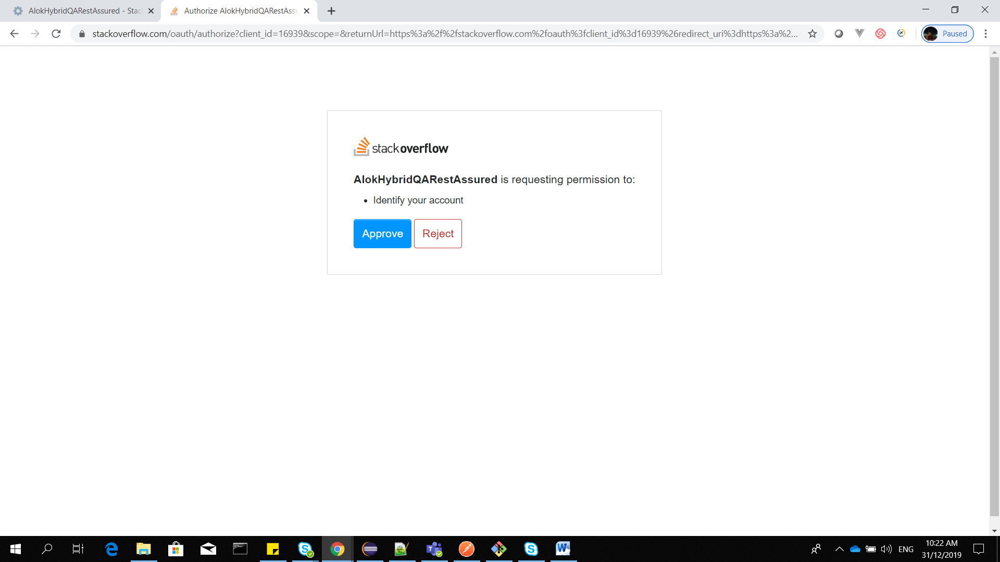 AlokHybridQARestAssured - Stac
Authorize AlokHybridQARestAss
stackoverflow.com/oauth/authorize?client_id=16939&scope=&returnUrl=https%3a%2f%2fstackoverflow.com%2foauth%3fclient_id%3d16939%26redirect_uri%3dhttps%3a%2...
Paused
stackoverflow
AlokHybridQARestAssured is requesting permission to:
• Identify your account
Approve
Reject
ENG
10:22 AM
31/12/2019